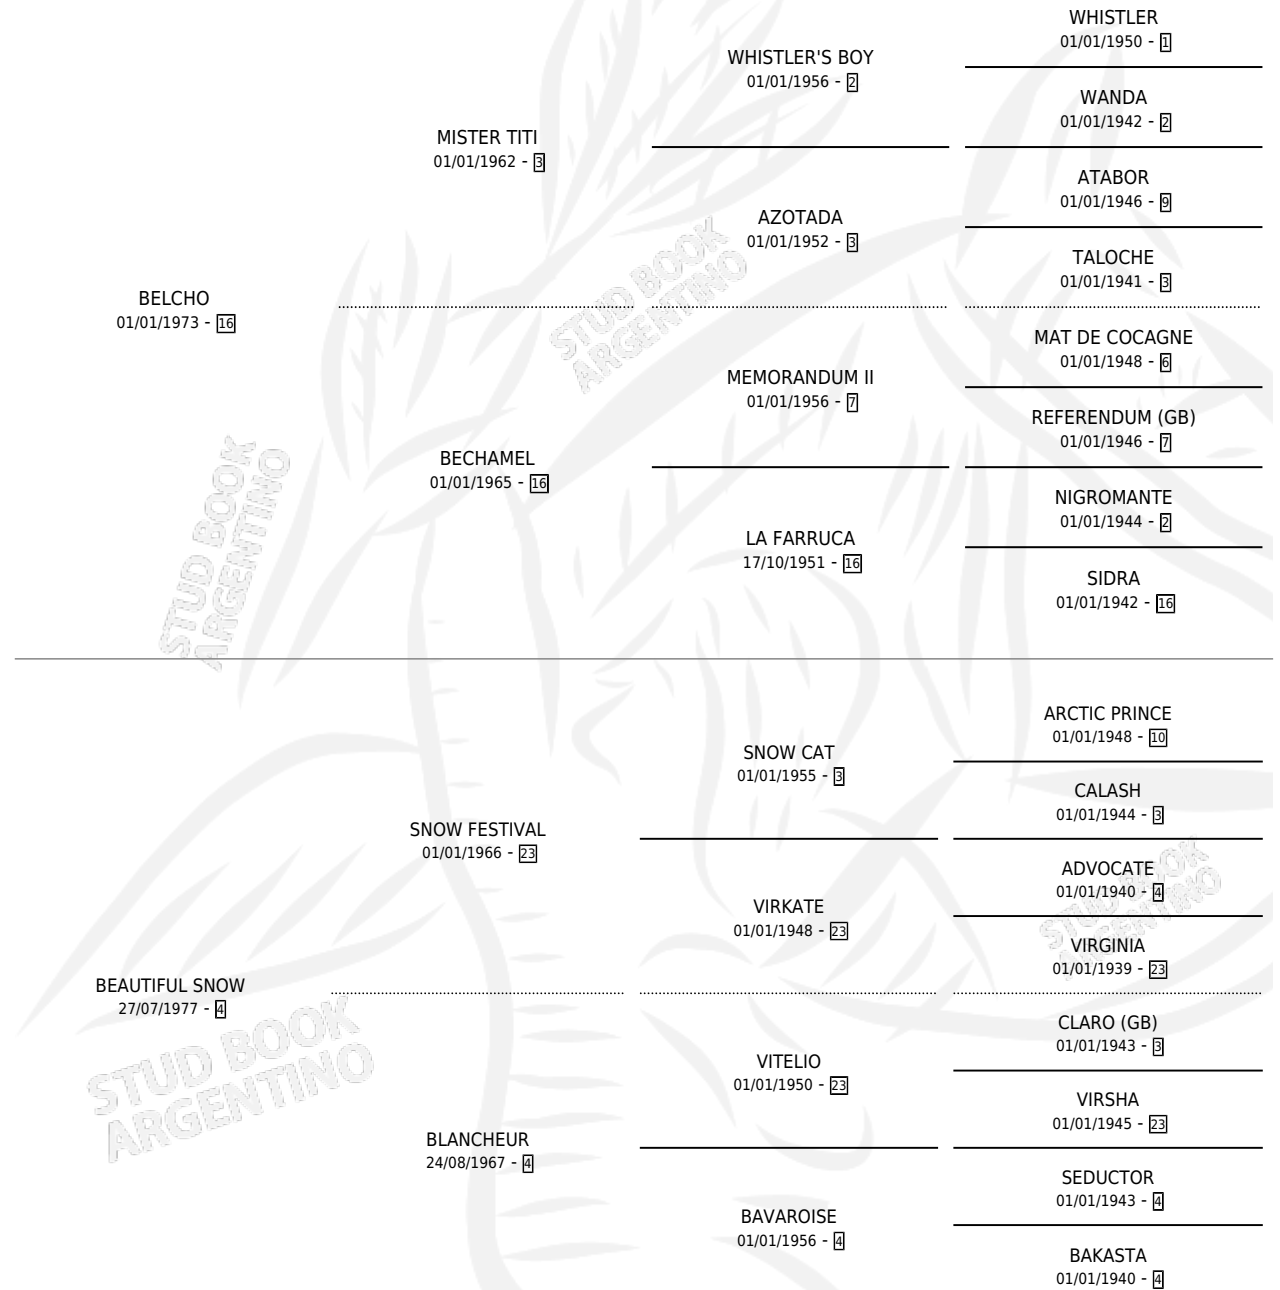 WHISTLER
01/01/1950 - 1
WHISTLER'S BOY
01/01/1956 - 2
WANDA
01/01/1942 - 2
MISTER TITI
01/01/1962 - 3
ATABOR
01/01/1946 - 9
AZOTADA
01/01/1952 - 3
TALOCHE
01/01/1941 - 3
BELCHO
01/01/1973 - 16
MAT DE COCAGNE
01/01/1948 - 6
MEMORANDUM II
01/01/1956 - 7
REFERENDUM (GB)
01/01/1946 - 7
BECHAMEL
01/01/1965 - 16
NIGROMANTE
01/01/1944 - 2
LA FARRUCA
17/10/1951 - 16
SIDRA
01/01/1942 - 16
ARCTIC PRINCE
01/01/1948 - 10
SNOW CAT
01/01/1955 - 3
CALASH
01/01/1944 - 3
SNOW FESTIVAL
01/01/1966 - 23
ADVOCATE
01/01/1940 - 4
VIRKATE
01/01/1948 - 23
VIRGINIA
01/01/1939 - 23
BEAUTIFUL SNOW
27/07/1977 - 4
CLARO (GB)
01/01/1943 - 3
VITELIO
01/01/1950 - 23
VIRSHA
01/01/1945 - 23
BLANCHEUR
24/08/1967 - 4
SEDUCTOR
01/01/1943 - 4
BAVAROISE
01/01/1956 - 4
BAKASTA
01/01/1940 - 4
STUD BOOK
ARGENTINO
STUD BOOK
ARGENTINO
STUD BOOK
ARGENTINO
STUD BOOK
ARGENTINO